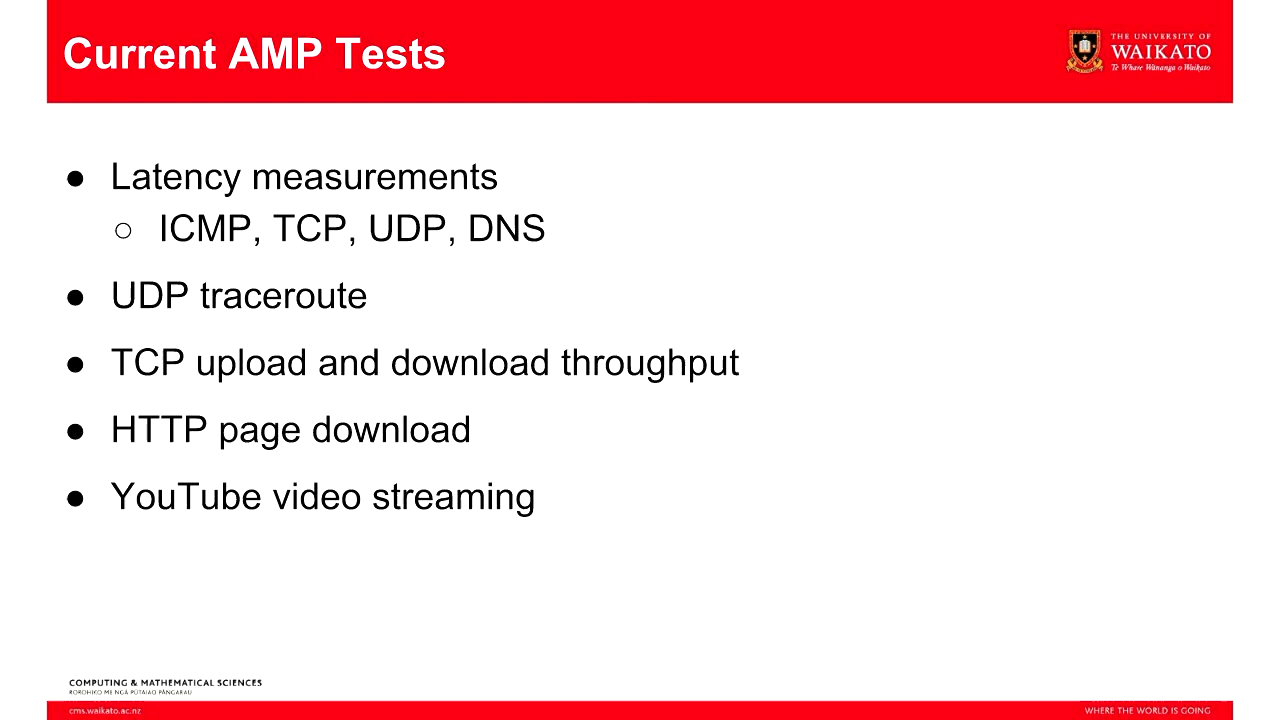 Current AMP Tests
THE UNIVERSITY OF
WAIKATO
Te Whare Wānanga o Waikato
● Latency measurements
○ ICMP, TCP, UDP, DNS
● UDP traceroute
● TCP upload and download throughput
● HTTP page download
● YouTube video streaming
COMPUTING & MATHEMATICAL SCIENCES
ROROHIKO ME NGĀ PŪTAIAO PĀNGARAU
cms.waikato.ac.nz
WHERE THE WORLD IS GOING